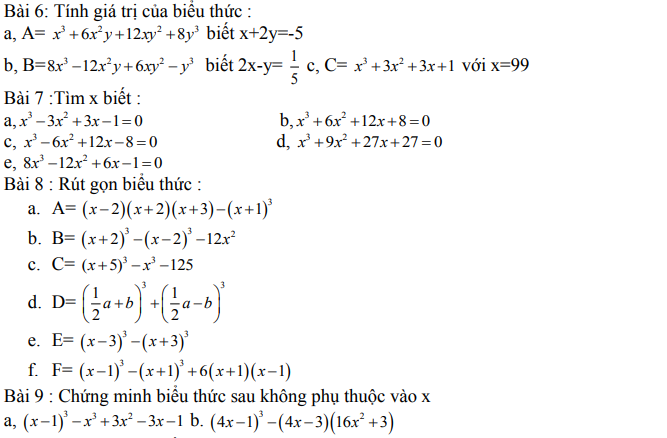 Bài 6: Tính giá trị của biểu thức :
a, A= x³ + 6x²y + 12xy² + 8y³ biết x+2y=-5
b, B=8x³ −12x²y + 6xy² − y³ biết 2x-y= 1/5 c, C= x³ + 3x² + 3x + 1 với x=99
Bài 7 :Tìm x biết :
a, x³ − 3x² + 3x − 1 = 0 b, x³ + 6x² + 12x + 8 = 0
c, x³ − 6x² + 12x − 8 = 0 d, x³ + 9x² + 27x + 27 = 0
e, 8x³ − 12x² + 6x − 1 = 0
Bài 8 : Rút gọn biểu thức :
a. A= (x−2)(x+2)(x+3)−(x+1)³
b. B= (x+2)³ −(x−2)³ −12x²
c. C= (x+5)³ − x³ −125
d. D= (1/2 a+b)³ + (1/2 a−b)³
e. E= (x−3)³ −(x+3)³
f. F= (x−1)³ −(x+1)³ + 6(x+1)(x−1)
Bài 9 : Chứng minh biểu thức sau không phụ thuộc vào x
a, (x−1)³ − x³ + 3x² − 3x − 1 b. (4x−1)³ −(4x−3)(16x² + 3)